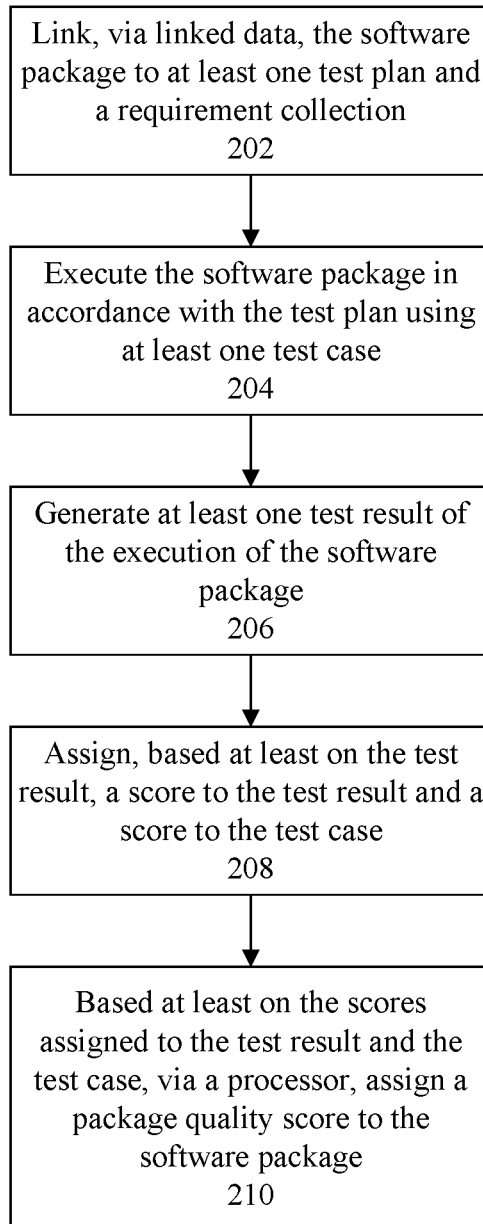 Link, via linked data, the software
package to at least one test plan and
a requirement collection
202
Execute the software package in
accordance with the test plan using
at least one test case
204
Generate at least one test result of
the execution of the software
package
206
Assign, based at least on the test
result, a score to the test result and a
score to the test case
208
Based at least on the scores
assigned to the test result and the
test case, via a processor, assign a
package quality score to the
software package
210